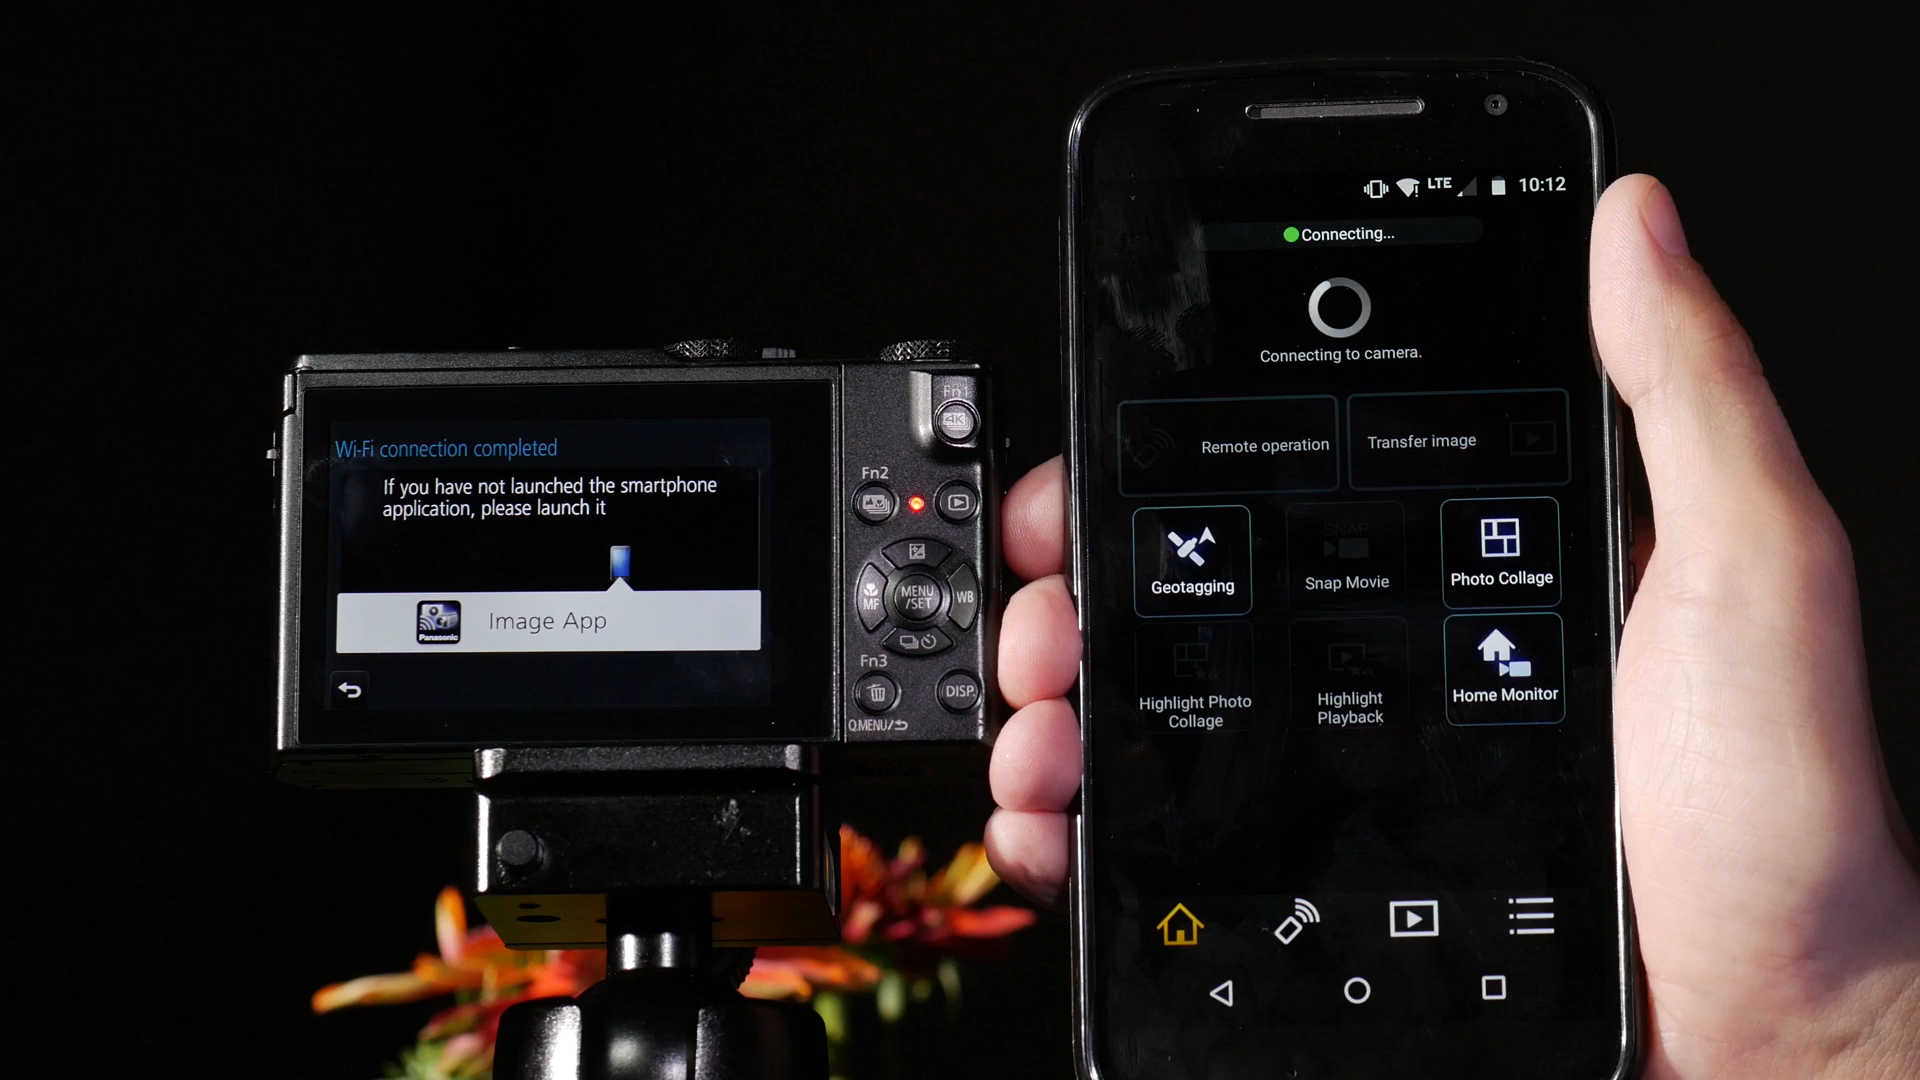 Wi-Fi connection completed
If you have not launched the smartphone
application, please launch it
Panasonic
Image App
Fn1
4K
Fn2
MENU
/SET
MF
WB
Fn3
DISP.
Q.MENU/
LTE
10:12
Connecting...
Connecting to camera.
Remote operation
Transfer image
Geotagging
SNAP
Snap Movie
Photo Collage
Highlight Photo
Collage
Highlight
Playback
Home Monitor